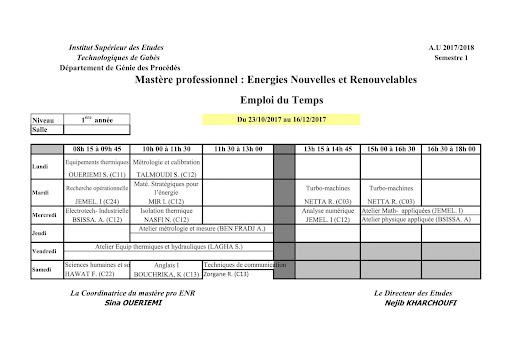 Institut Supérieur des Etudes
Technologiques de Gabès
Département de Génie des Procédés
A.U 2017/2018
Semestre 1
Mastère professionnel : Energies Nouvelles et Renouvelables
Emploi du Temps
Niveau 1ère année
Du 23/10/2017 au 16/12/2017
Salle
08h 15 à 09h 45 10h 00 à 11h 30 11h 30 à 13h 00 13h 15 à 14h 45 15h 00 à 16h 30 16h 30 à 18h 00
Lundi
Equipements thermiques Métrologie et calibration
OUERIEMI S. (C11) TALMOUDI S. (C12)
Mardi
Recherche opérationnelle Maté. Stratégiques pour l'énergie Turbo-machines Turbo-machines
JEMEL. I (C24) MIR I. (C12) NETTA R. (C03) NETTA R. (C03)
Mercredi
Electrotech- Industrielle Isolation thermique Analyse numérique Atelier Math- appliquées (JEMEL. I)
BSISSA. A. (C12) NASFI N. (C12) JEMEL. I (C12) Atelier physique appliquée (BSISSA. A)
Jeudi
Atelier métrologie et mesure (BEN FRADJ A.)
Vendredi
Atelier Equip thermiques et hydrauliques (LAGHA S.)
Samedi
Sciences humaines et so Anglais I Techniques de communication
HAWAT F. (C22) BOUCHRIKA, K (C13) Zorgane R. (C13)
La Coordinatrice du mastère pro ENR
Sina OUERIEMI
Le Directeur des Etudes
Nejib KHARCHOUFI